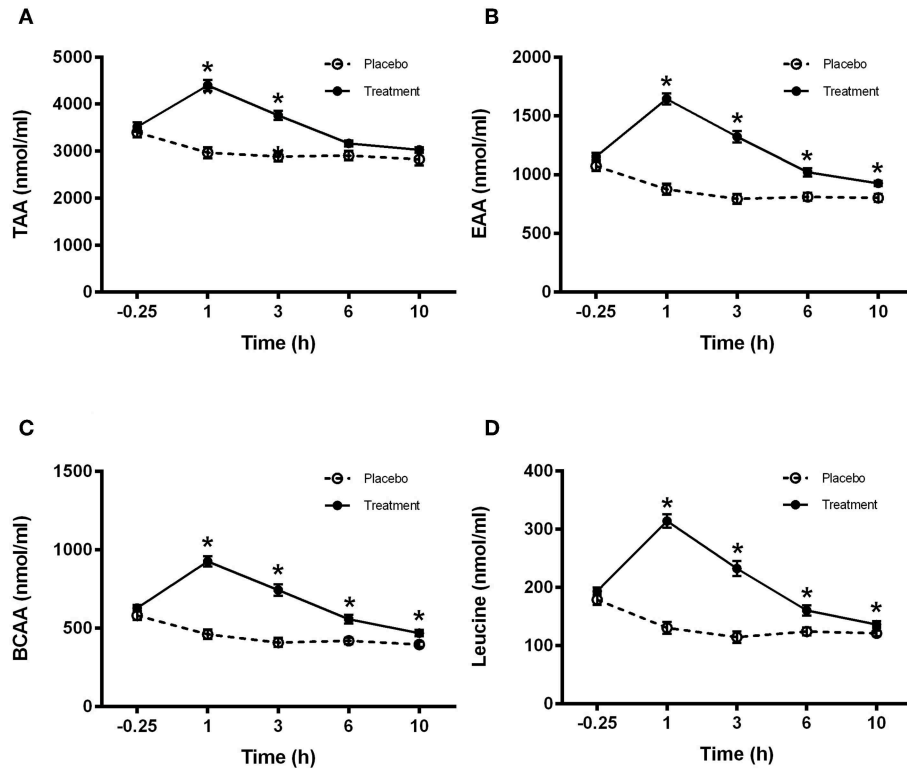 A
TAA (nmol/ml)
5000
4000
3000
2000
1000
0
Placebo
Treatment
*
*
*
*
-0.25 1 3 6 10
Time (h)
B
EAA (nmol/ml)
2000
1500
1000
500
0
Placebo
Treatment
*
*
*
*
-0.25 1 3 6 10
Time (h)
C
BCAA (nmol/ml)
1500
1000
500
0
Placebo
Treatment
*
*
*
*
-0.25 1 3 6 10
Time (h)
D
Leucine (nmol/ml)
400
300
200
100
0
Placebo
Treatment
*
*
*
*
-0.25 1 3 6 10
Time (h)